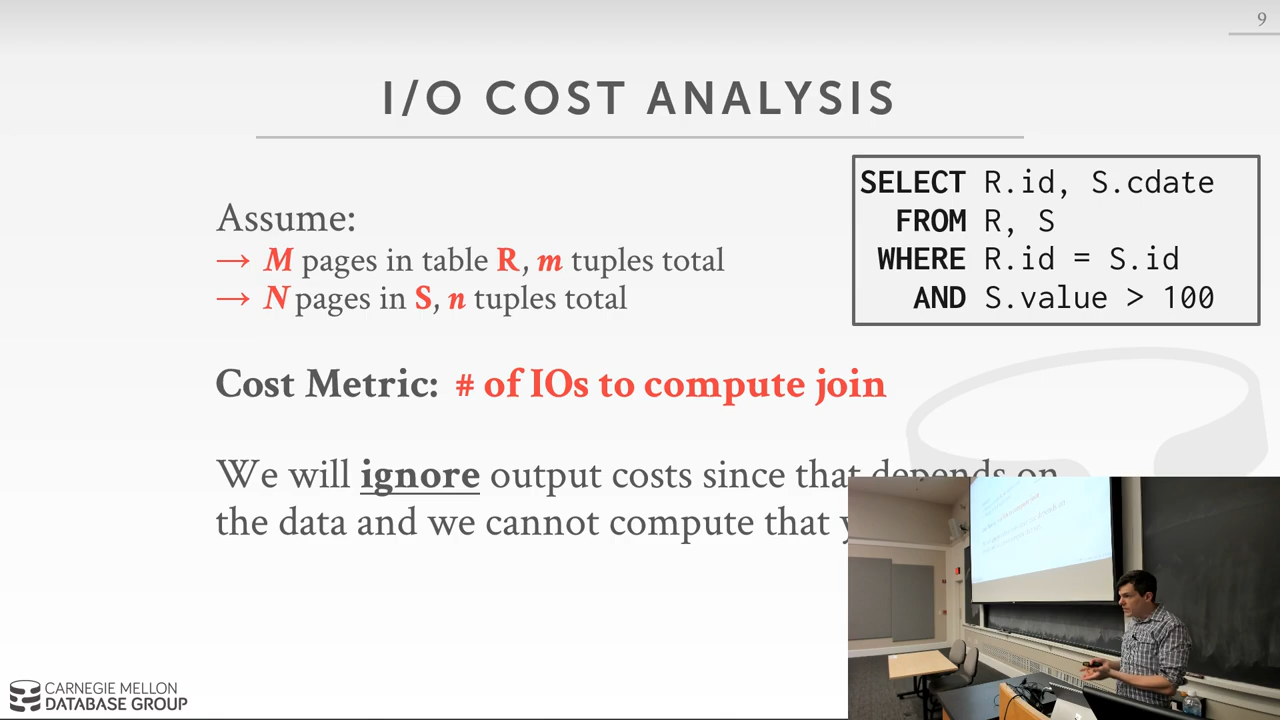 9
I/O COST ANALYSIS
SELECT R.id, S.cdate
FROM R, S
WHERE R.id = S.id
AND S.value > 100
Assume:
→ M pages in table R, m tuples total
→ N pages in S, n tuples total
Cost Metric: # of IOs to compute join
We will ignore output costs since that depends on
the data and we cannot compute that
CARNEGIE MELLON
DATABASE GROUP